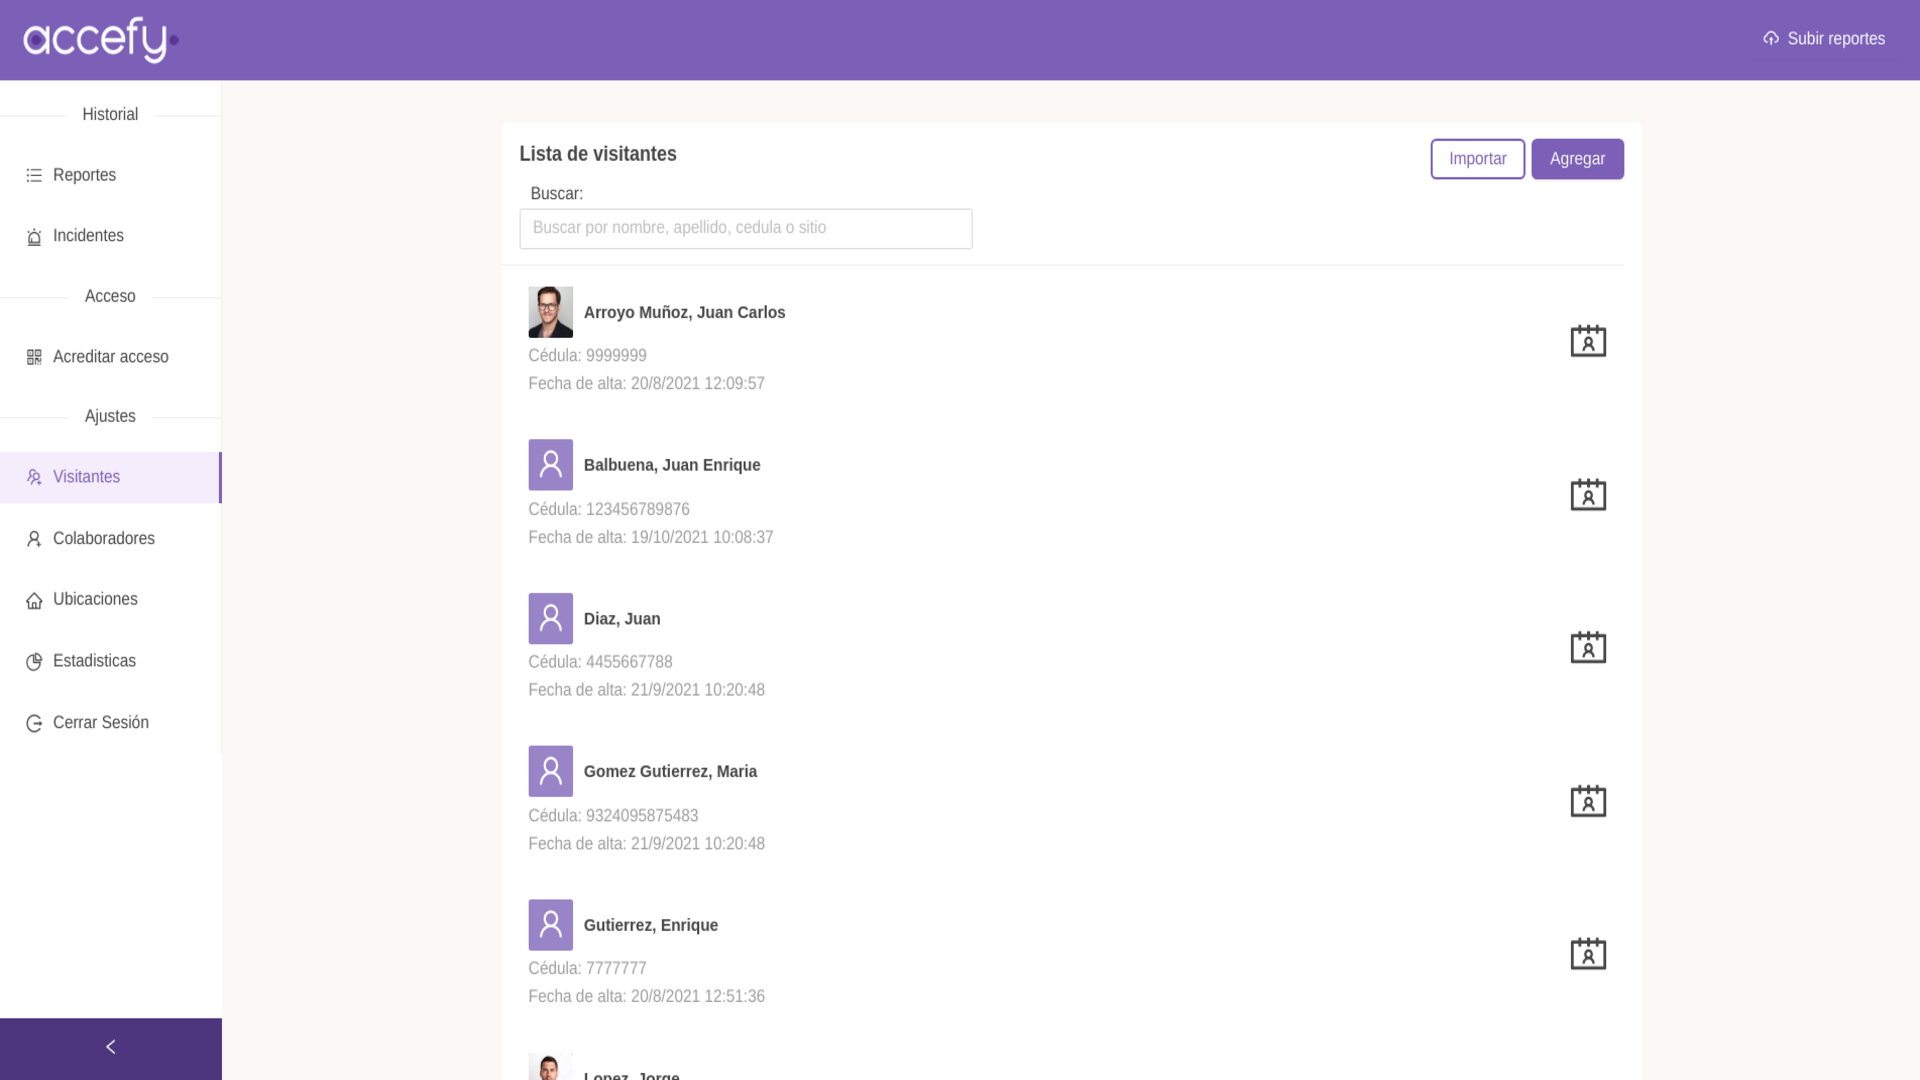 accefy
Subir reportes
Historial
Reportes
Incidentes
Acceso
Acreditar acceso
Ajustes
Visitantes
Colaboradores
Ubicaciones
Estadisticas
Cerrar Sesión
Lista de visitantes
Importar
Agregar
Buscar:
Buscar por nombre, apellido, cedula o sitio
Arroyo Muñoz, Juan Carlos
Cédula: 9999999
Fecha de alta: 20/8/2021 12:09:57
Balbuena, Juan Enrique
Cédula: 123456789876
Fecha de alta: 19/10/2021 10:08:37
Diaz, Juan
Cédula: 4455667788
Fecha de alta: 21/9/2021 10:20:48
Gomez Gutierrez, Maria
Cédula: 9324095875483
Fecha de alta: 21/9/2021 10:20:48
Gutierrez, Enrique
Cédula: 7777777
Fecha de alta: 20/8/2021 12:51:36
Lopez, Jorge